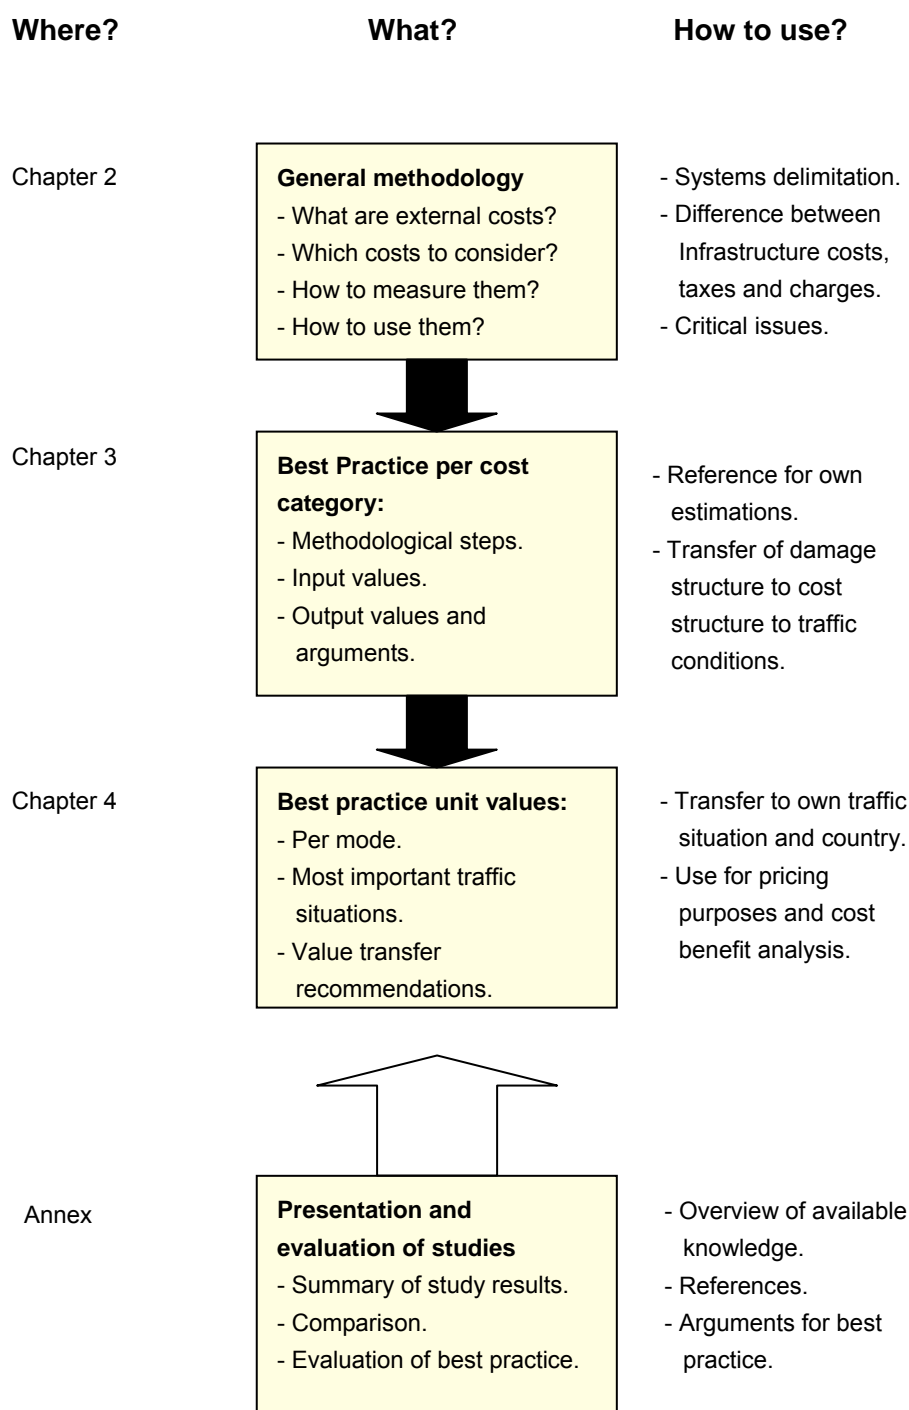 Where?
What?
How to use?
Chapter 2
General methodology
- What are external costs?
- Which costs to consider?
- How to measure them?
- How to use them?
- Systems delimitation.
- Difference between
Infrastructure costs,
taxes and charges.
- Critical issues.
Chapter 3
Best Practice per cost
category:
- Methodological steps.
- Input values.
- Output values and
arguments.
- Reference for own
estimations.
- Transfer of damage
structure to cost
structure to traffic
conditions.
Chapter 4
Best practice unit values:
- Per mode.
- Most important traffic
situations.
- Value transfer
recommendations.
- Transfer to own traffic
situation and country.
- Use for pricing
purposes and cost
benefit analysis.
Annex
Presentation and
evaluation of studies
- Summary of study results.
- Comparison.
- Evaluation of best practice.
- Overview of available
knowledge.
- References.
- Arguments for best
practice.